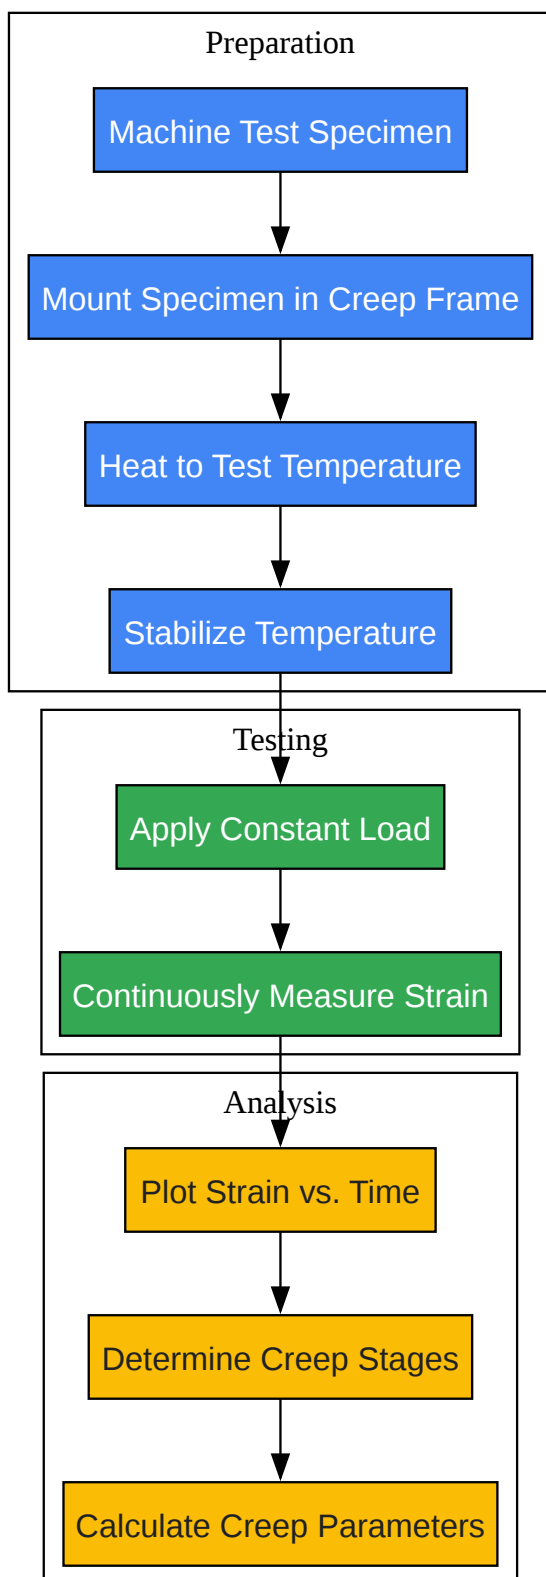 Preparation
Machine Test Specimen
Mount Specimen in Creep Frame
Heat to Test Temperature
Stabilize Temperature
Testing
Apply Constant Load
Continuously Measure Strain
Analysis
Plot Strain vs. Time
Determine Creep Stages
Calculate Creep Parameters